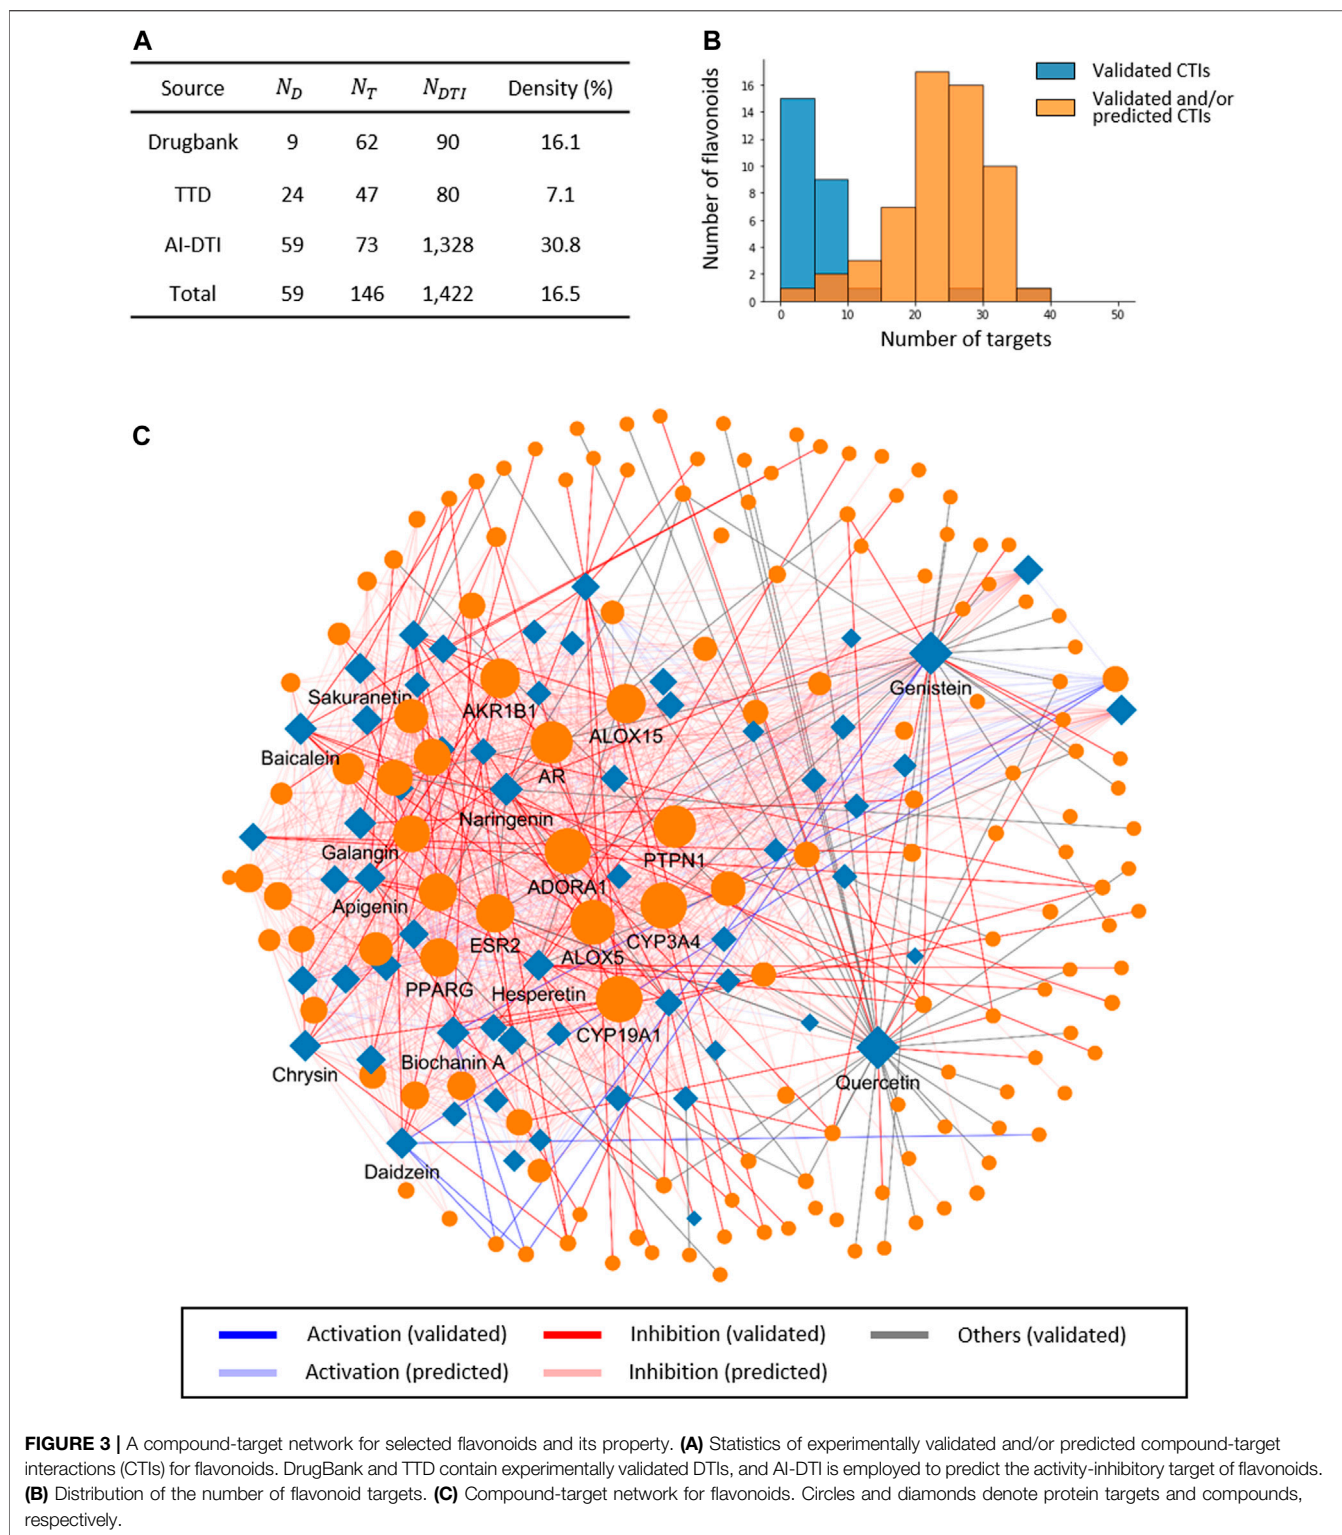 A
Source N_D N_T N_DTI Density (%)
Drugbank 9 62 90 16.1
TTD 24 47 80 7.1
AI-DTI 59 73 1,328 30.8
Total 59 146 1,422 16.5
B
Number of flavonoids
16
14
12
10
8
6
4
2
0
0 10 20 30 40 50
Number of targets
Validated CTIs
Validated and/or
predicted CTIs
C
Genistein
Sakuranetin
AKR1B1
ALOX15
Baicalein
AR
Naringenin
Galangin
PTPN1
ADORA1
Apigenin
ESR2
CYP3A4
ALOX5
PPARG
Hesperetin
CYP19A1
Biochanin A
Chrysin
Quercetin
Daidzein
Activation (validated) Inhibition (validated) Others (validated)
Activation (predicted) Inhibition (predicted)
FIGURE 3 | A compound-target network for selected flavonoids and its property. (A) Statistics of experimentally validated and/or predicted compound-target
interactions (CTIs) for flavonoids. DrugBank and TTD contain experimentally validated DTIs, and AI-DTI is employed to predict the activity-inhibitory target of flavonoids.
(B) Distribution of the number of flavonoid targets. (C) Compound-target network for flavonoids. Circles and diamonds denote protein targets and compounds,
respectively.